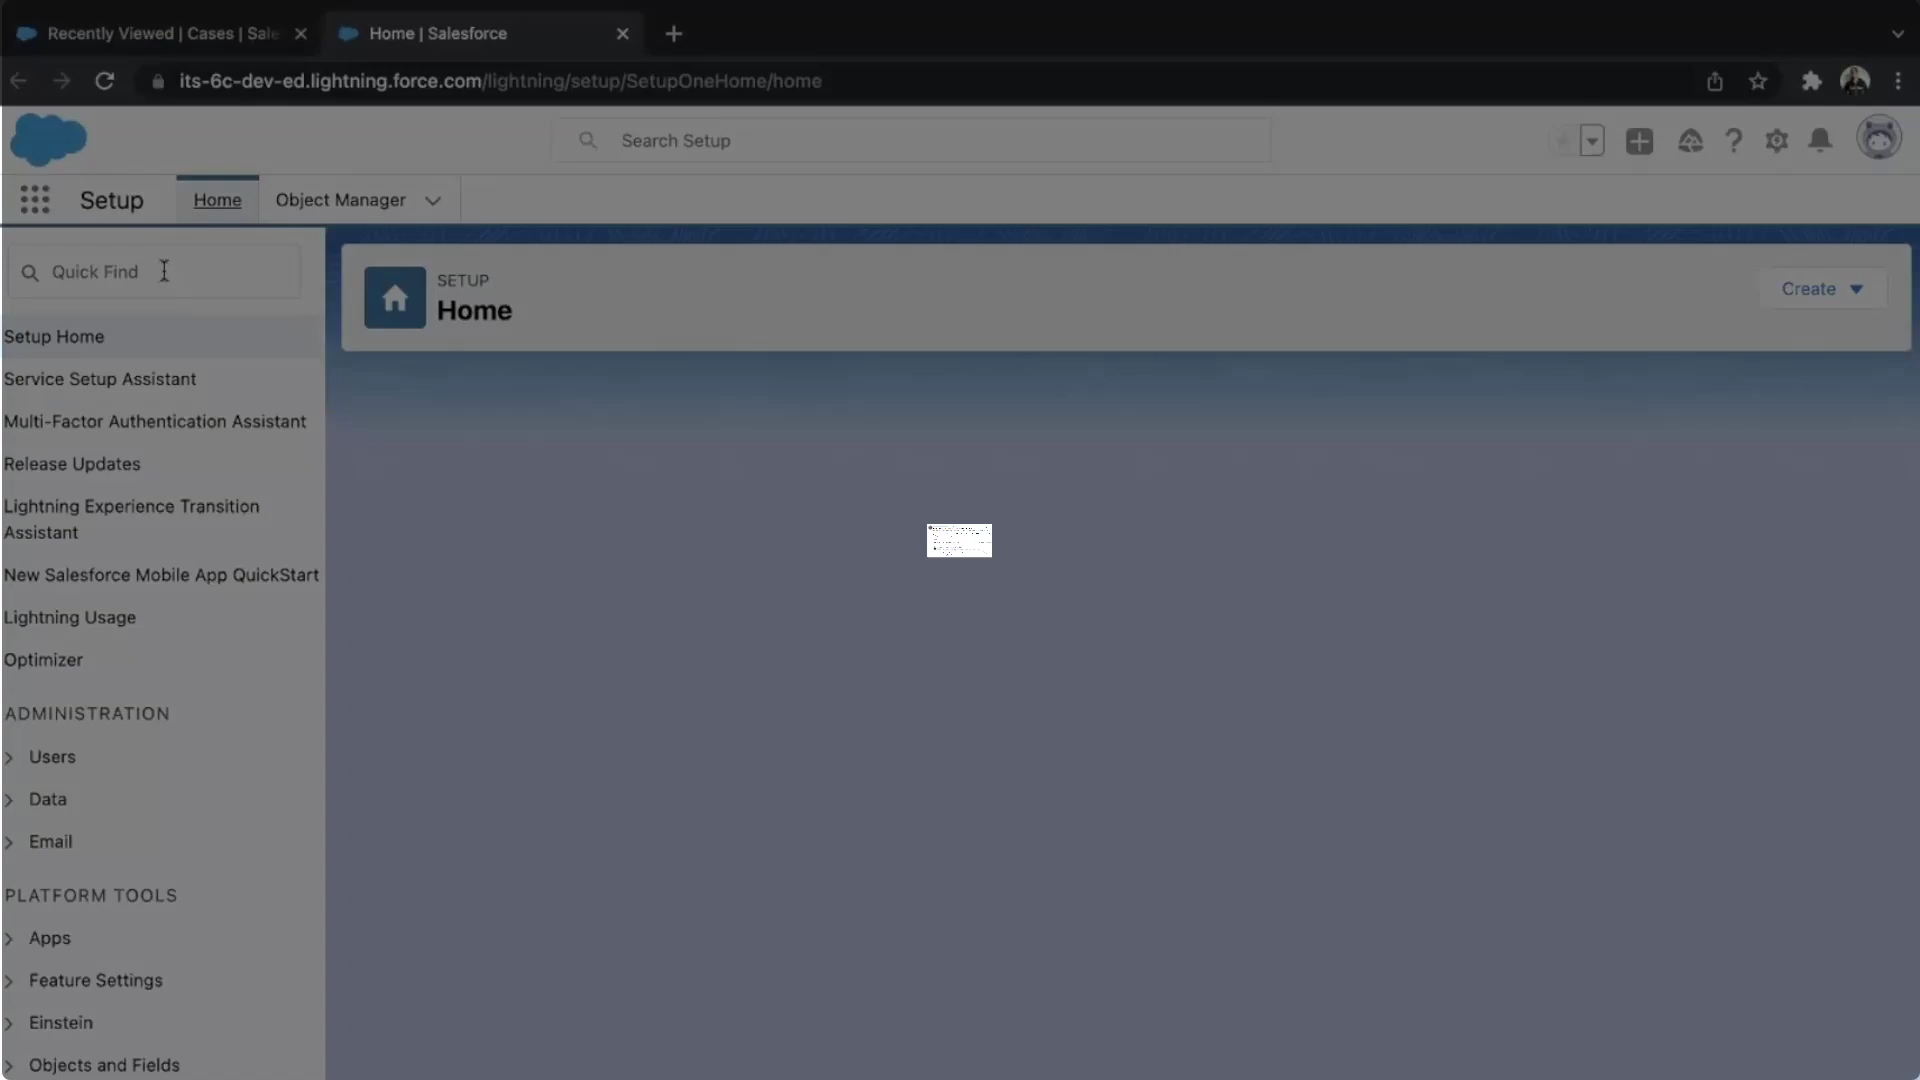 Recently Viewed | Cases | Sale
Home | Salesforce
its-6c-dev-ed.lightning.force.com/lightning/setup/SetupOneHome/home
Search Setup
Setup
Home
Object Manager
Quick Find
SETUP
Home
Create
Setup Home
Service Setup Assistant
Multi-Factor Authentication Assistant
Release Updates
Lightning Experience Transition
Assistant
New Salesforce Mobile App QuickStart
Lightning Usage
Optimizer
ADMINISTRATION
Users
Data
Email
PLATFORM TOOLS
Apps
Feature Settings
Einstein
Objects and Fields